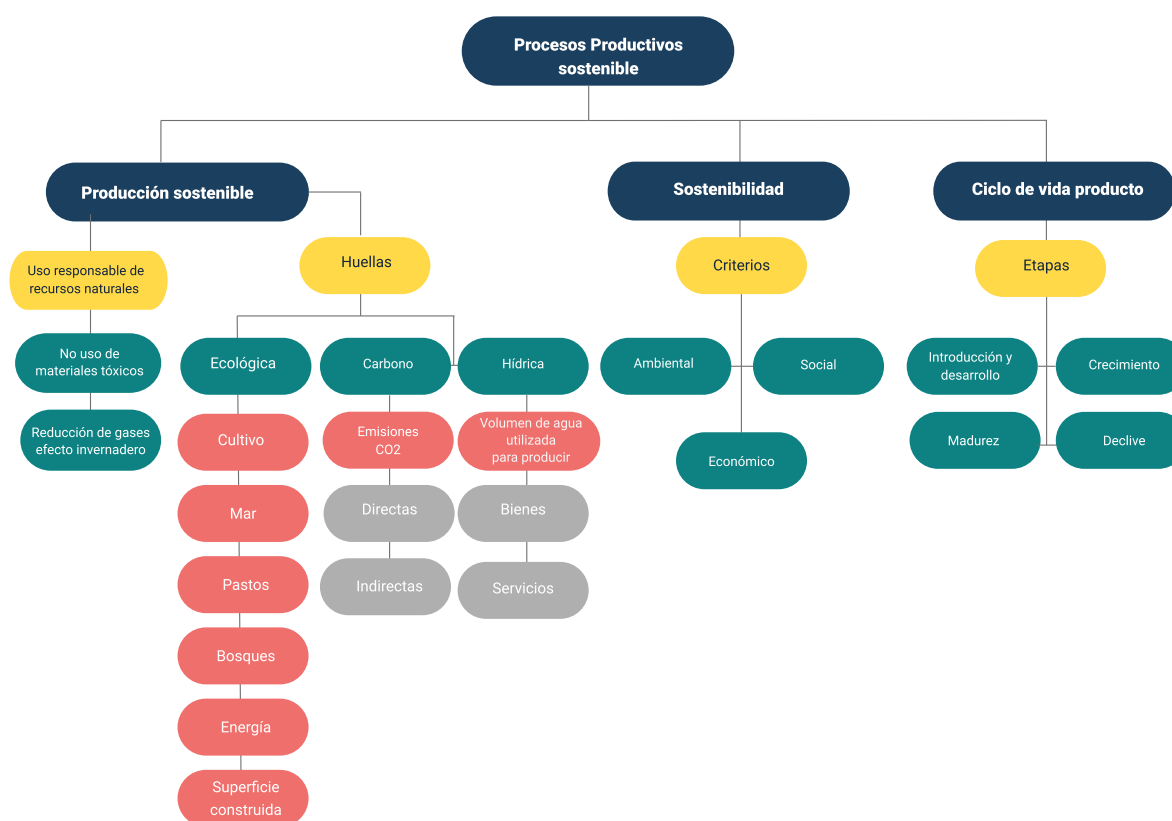 Procesos Productivos
sostenible
Producción sostenible
Sostenibilidad
Ciclo de vida producto
Uso responsable de
recursos naturales
Huellas
Criterios
Etapas
No uso de
materiales tóxicos
Reducción de gases
efecto invernadero
Ecológica
Carbono
Hídrica
Cultivo
Mar
Pastos
Bosques
Energía
Superficie
construida
Emisiones
CO2
Directas
Indirectas
Volumen de agua
utilizada
para producir
Bienes
Servicios
Ambiental
Social
Económico
Introducción y
desarrollo
Crecimiento
Madurez
Declive